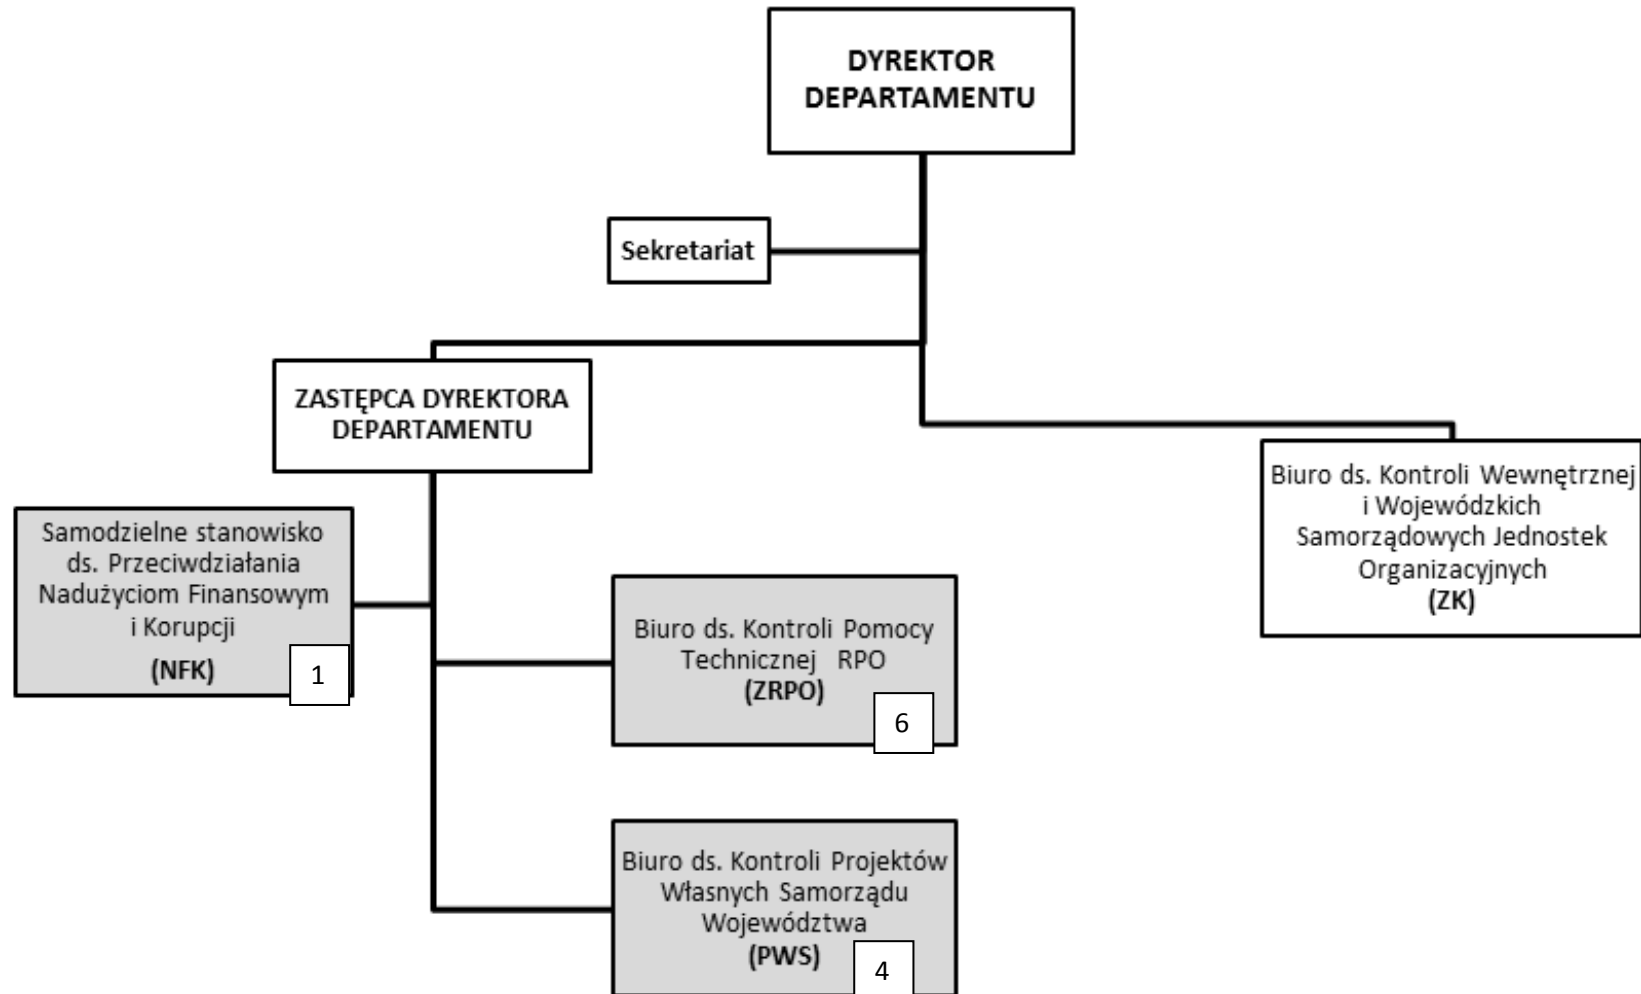 DYREKTOR
DEPARTAMENTU
Sekretariat
ZASTĘPCA DYREKTORA
DEPARTAMENTU
Biuro ds. Kontroli Wewnętrznej
i Wojewódzkich
Samorządowych Jednostek
Organizacyjnych
(ZK)
Samodzielne stanowisko
ds. Przeciwdziałania
Nadużyciom Finansowym
i Korupcji
(NFK)
1
Biuro ds. Kontroli Pomocy
Technicznej RPO
(ZRPO)
6
Biuro ds. Kontroli Projektów
Własnych Samorządu
Województwa
(PWS)
4